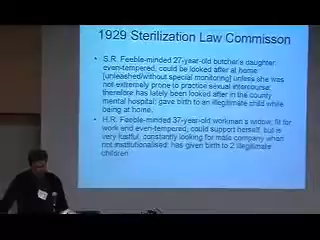 1929 Sterilization Law Commisson
S.R. Feeble-minded 27-year-old butcher's daughter:
even-tempered, could be looked after at home
[unleashed/without special monitoring] unless she was
not extremely prone to practise sexual intercourse;
therefore has lately been looked after in the county
mental hospital; gave birth to an illegitimate child while
being at home.
H.R. Feeble-minded 37-year-old workman's widow: fit for
work and even-tempered, could support herself, but is
very lustful, constantly looking for male company when
not institutionalised: has given birth to 2 illegitimate
children